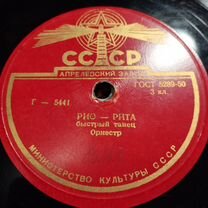 СССР
АПРЕЛЕВСКИЙ ЗАВОД
ГОСТ 5289-50
3 кл.
Г — 5441
РИО — РИТА
быстрый танец
Оркестр
МИНИСТЕРСТВО КУЛЬТУРЫ СССР